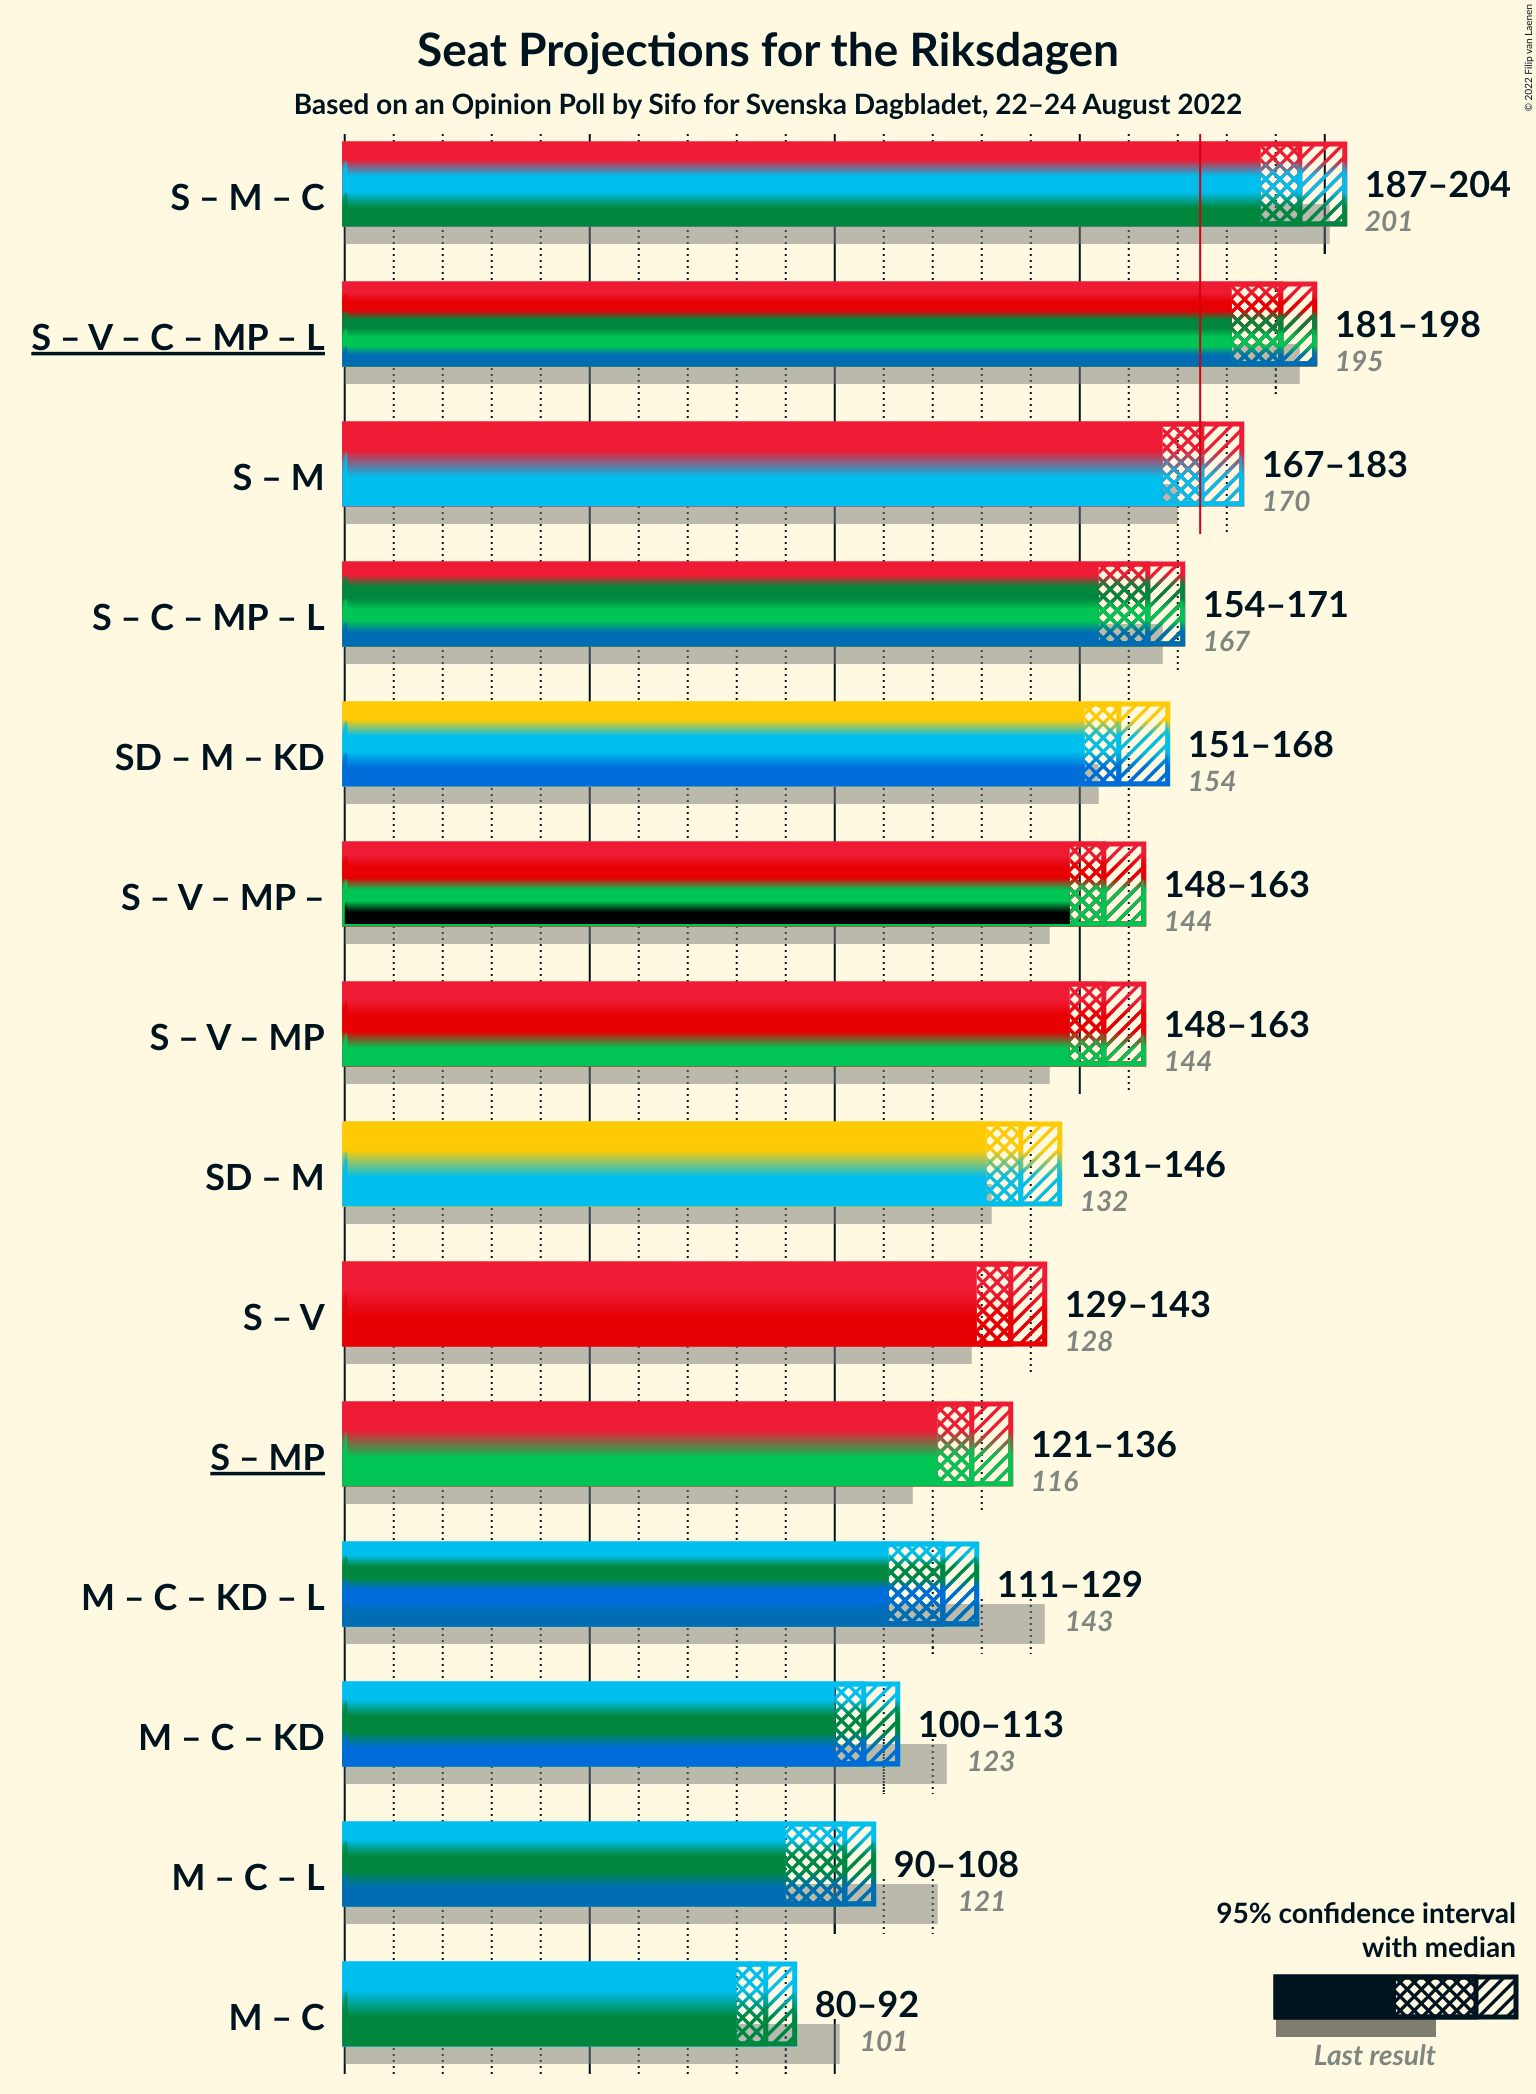 Seat Projections for the Riksdagen
Based on an Opinion Poll by Sifo for Svenska Dagbladet, 22–24 August 2022
© 2022 Filip van Laenen
S – M – C
187–204
201
S – V – C – MP – L
181–198
195
S – M
167–183
170
S – C – MP – L
154–171
167
SD – M – KD
151–168
154
S – V – MP –
148–163
144
S – V – MP
148–163
144
SD – M
131–146
132
S – V
129–143
128
S – MP
121–136
116
M – C – KD – L
111–129
143
M – C – KD
100–113
123
M – C – L
90–108
121
M – C
80–92
101
95% confidence interval
with median
Last result